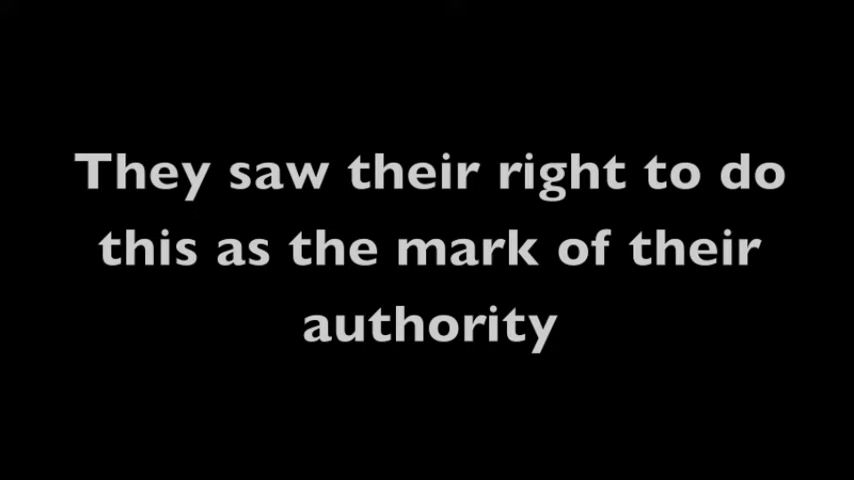 They saw their right to do
this as the mark of their
authority